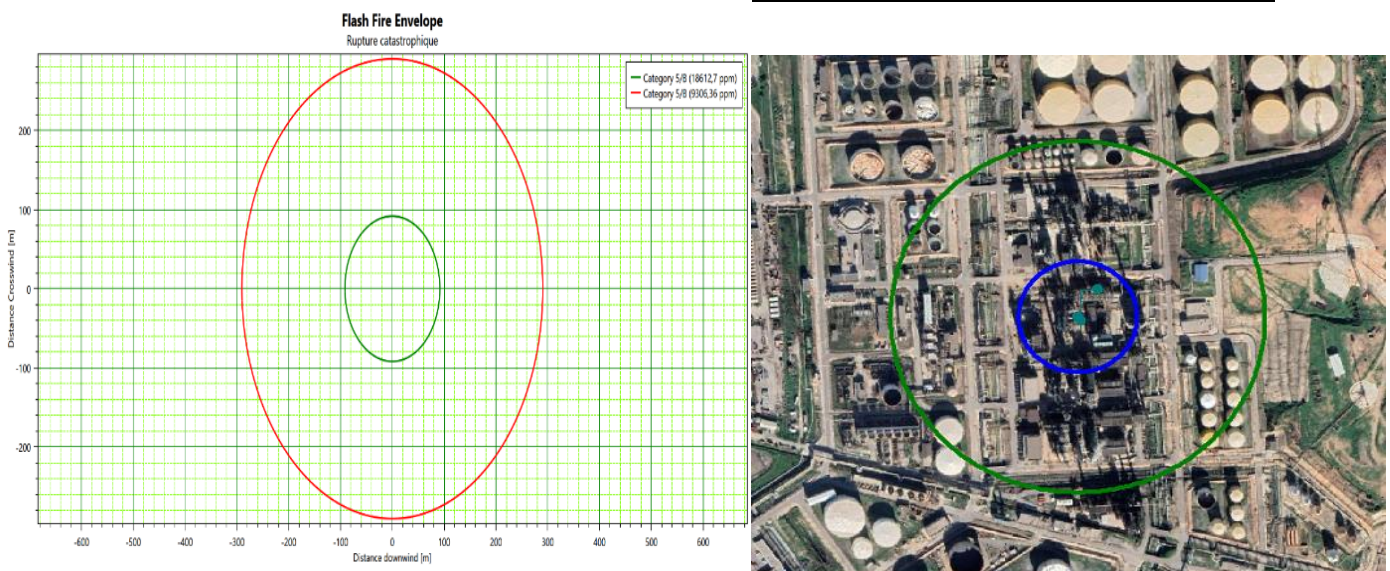 Flash Fire Envelope
Rupture catastrophique
Category 5/B (18612,7 ppm)
Category 5/B (9306,36 ppm)
Distance Crosswind [m]
200
100
0
-100
-200
-600 -500 -400 -300 -200 -100 0 100 200 300 400 500 600
Distance downwind [m]